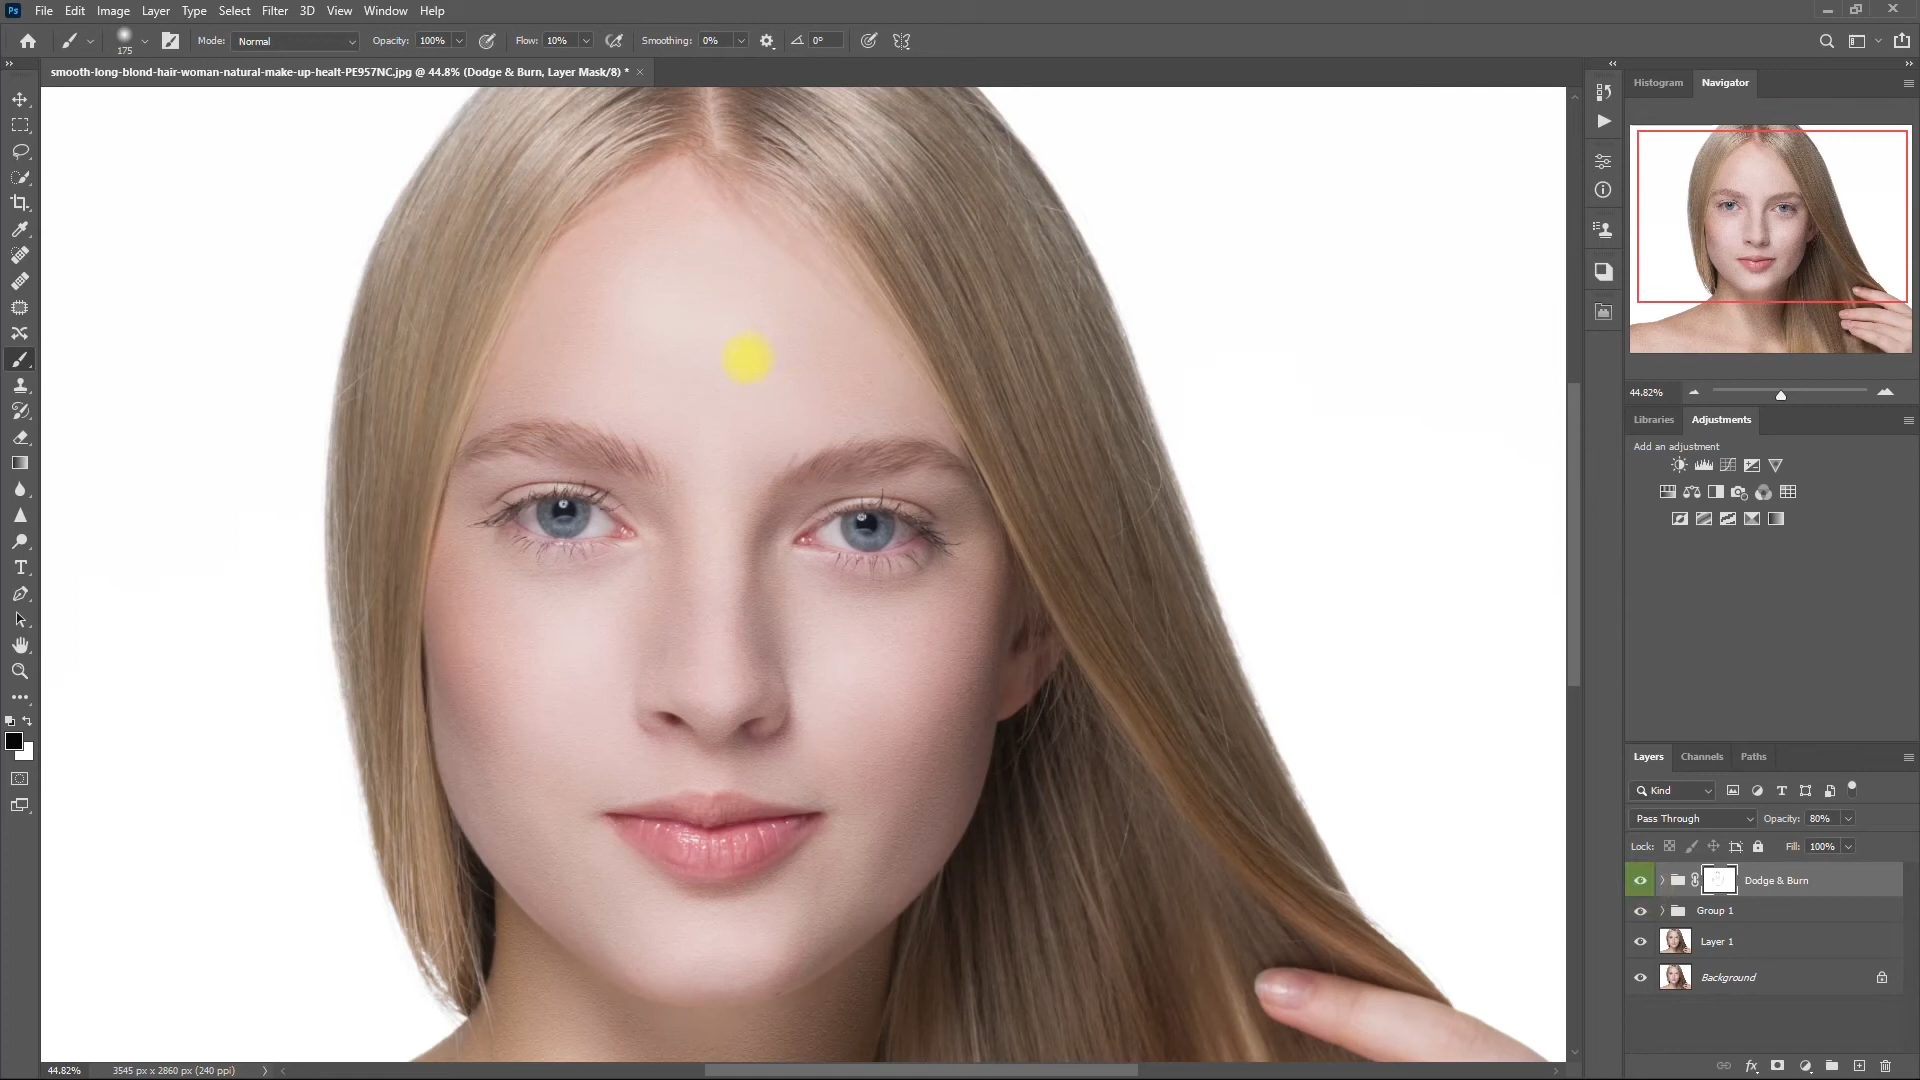 Ps File Edit Image Layer Type Select Filter 3D View Window Help
175 Mode: Normal Opacity: 100% Flow: 10% Smoothing: 0% 0°
smooth-long-blond-hair-woman-natural-make-up-healt-PE957NC.jpg @ 44.8% (Dodge & Burn, Layer Mask/8) * ×
Histogram Navigator
44.82%
Libraries Adjustments
Add an adjustment
Layers Channels Paths
Kind
Pass Through Opacity: 80%
Lock: Fill: 100%
Dodge & Burn
Group 1
Layer 1
Background
44.82% 3545 px x 2860 px (240 ppi)